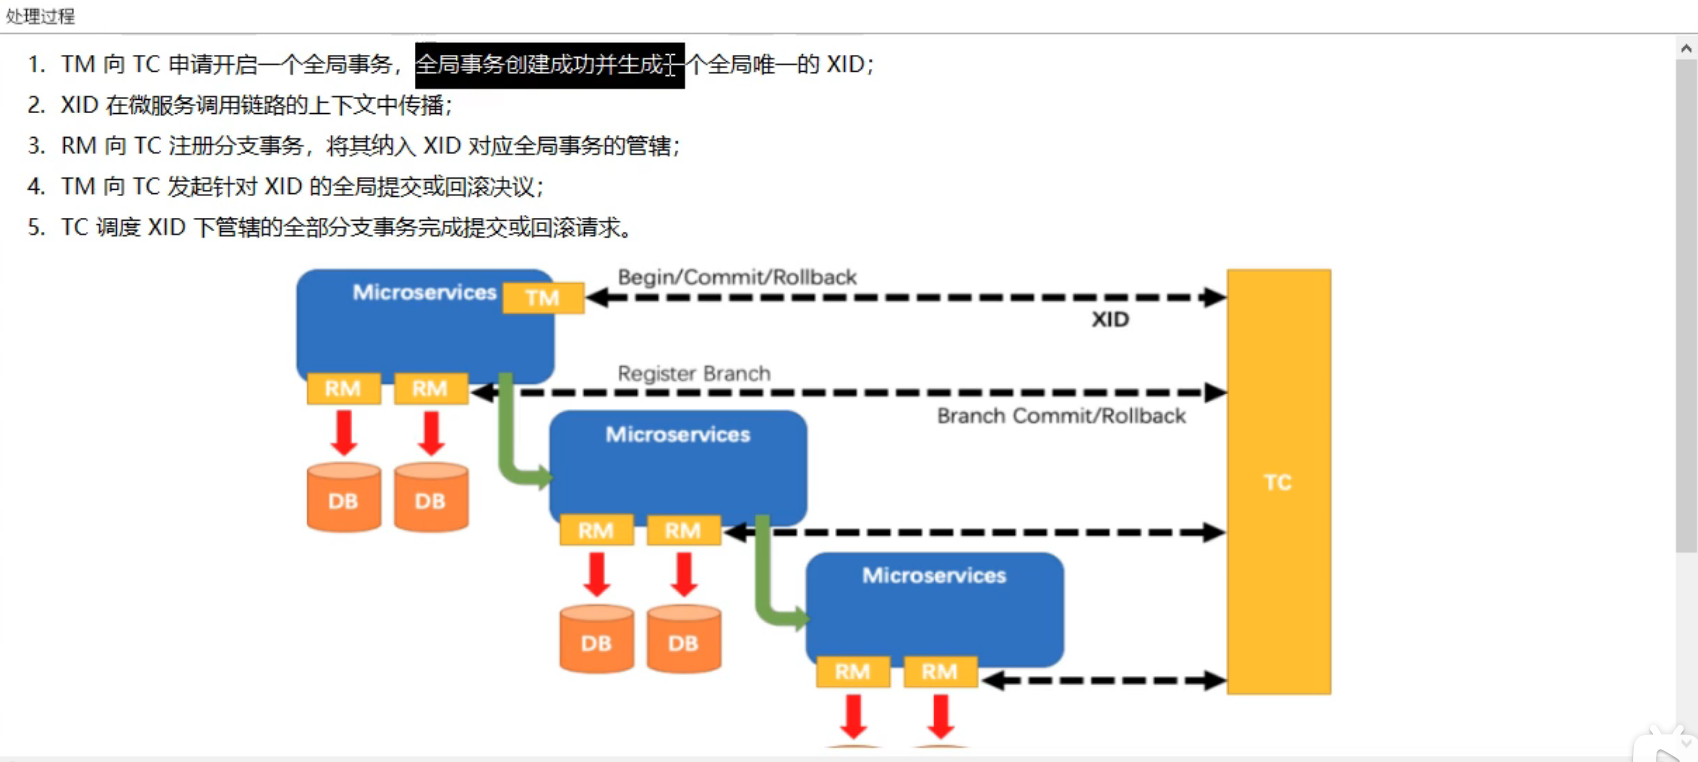 处理过程
1. TM 向 TC 申请开启一个全局事务，全局事务创建成功并生成一个全局唯一的 XID；
2. XID 在微服务调用链路的上下文中传播；
3. RM 向 TC 注册分支事务，将其纳入 XID 对应全局事务的管辖；
4. TM 向 TC 发起针对 XID 的全局提交或回滚决议；
5. TC 调度 XID 下管辖的全部分支事务完成提交或回滚请求。
Begin/Commit/Rollback
Microservices TM
XID
Register Branch
RM RM
Branch Commit/Rollback
Microservices
TC
DB DB
RM RM
Microservices
DB DB
RM RM